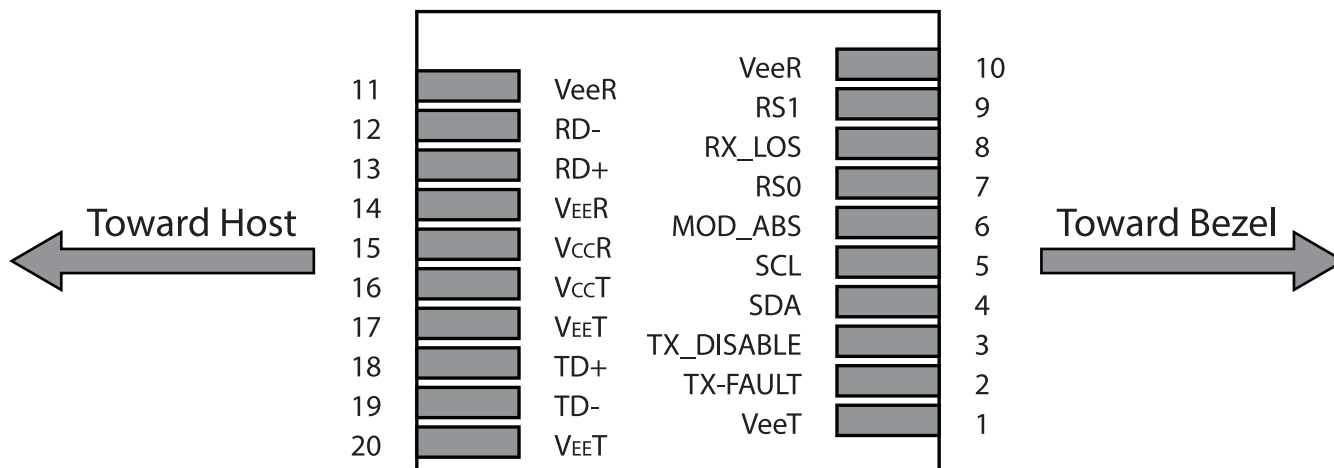 VeeR 10
11 VeeR RS1 9
12 RD- RX_LOS 8
13 RD+ RS0 7
14 VEER MOD_ABS 6
Toward Host Toward Bezel
15 VCCR SCL 5
16 VCCT SDA 4
17 VEET TX_DISABLE 3
18 TD+ TX-FAULT 2
19 TD- VeeT 1
20 VEET